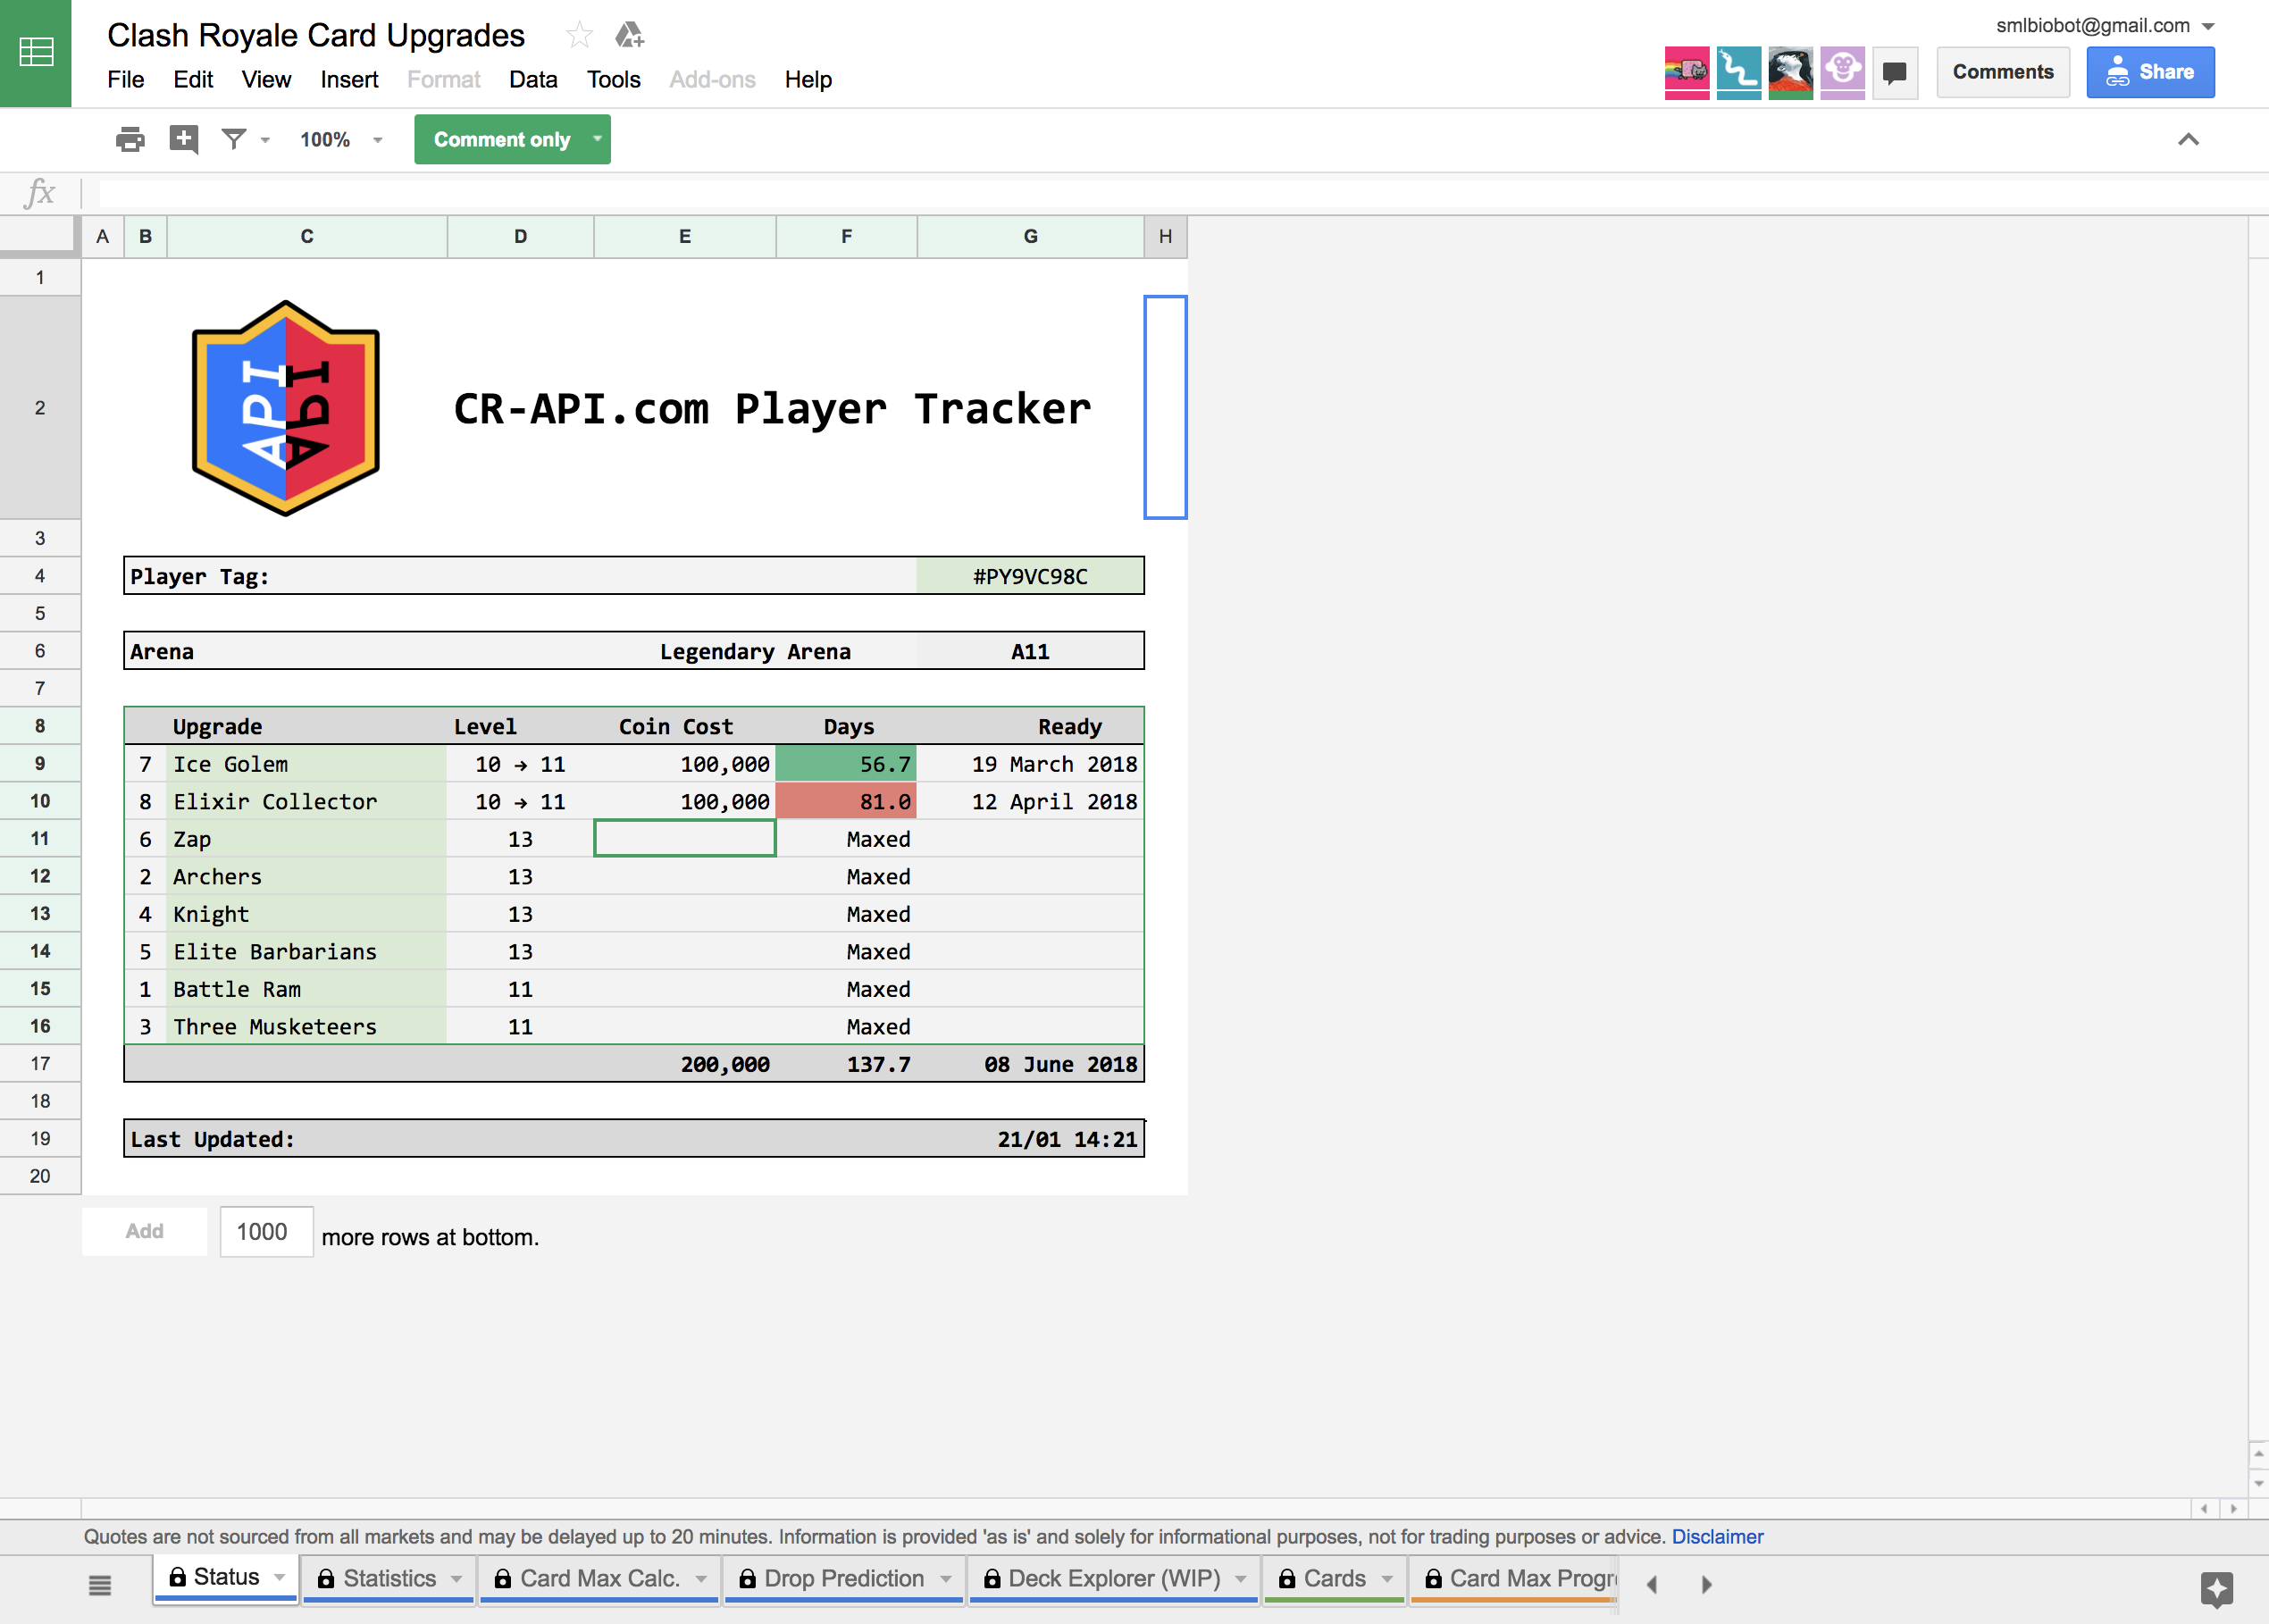 Clash Royale Card Upgrades
smlbiobot@gmail.com
File Edit View Insert Format Data Tools Add-ons Help
Comments Share
100% Comment only
fx
A B C D E F G H
1
API API
2 CR-API.com Player Tracker
3
4 Player Tag: #PY9VC98C
5
6 Arena Legendary Arena A11
7
8 Upgrade Level Coin Cost Days Ready
9 7 Ice Golem 10 → 11 100,000 56.7 19 March 2018
10 8 Elixir Collector 10 → 11 100,000 81.0 12 April 2018
11 6 Zap 13 Maxed
12 2 Archers 13 Maxed
13 4 Knight 13 Maxed
14 5 Elite Barbarians 13 Maxed
15 1 Battle Ram 11 Maxed
16 3 Three Musketeers 11 Maxed
17 200,000 137.7 08 June 2018
18
19 Last Updated: 21/01 14:21
20
Add 1000 more rows at bottom.
Quotes are not sourced from all markets and may be delayed up to 20 minutes. Information is provided 'as is' and solely for informational purposes, not for trading purposes or advice. Disclaimer
Status Statistics Card Max Calc. Drop Prediction Deck Explorer (WIP) Cards Card Max Progr